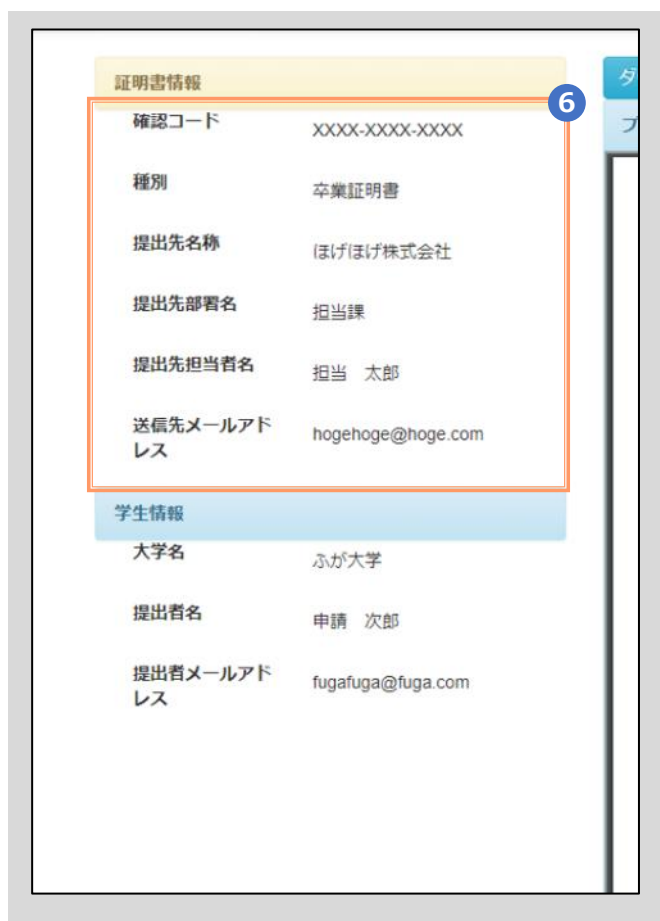 証明書情報
ダ
6
確認コード XXXX-XXXX-XXXX
プ
種別 卒業証明書
提出先名称 ほげほげ株式会社
提出先部署名 担当課
提出先担当者名 担当　太郎
送信先メールアド
レス
hogehoge@hoge.com
学生情報
大学名 ふが大学
提出者名 申請　次郎
提出者メールアド
レス
fugafuga@fuga.com